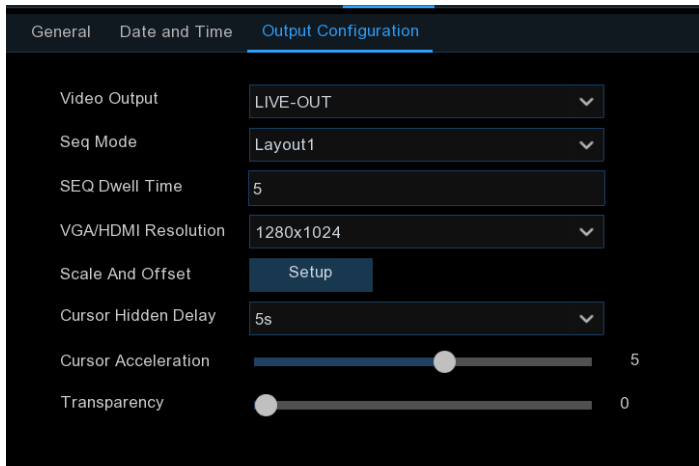 General Date and Time Output Configuration
Video Output LIVE-OUT
Seq Mode Layout1
SEQ Dwell Time 5
VGA/HDMI Resolution 1280x1024
Scale And Offset Setup
Cursor Hidden Delay 5s
Cursor Acceleration 5
Transparency 0